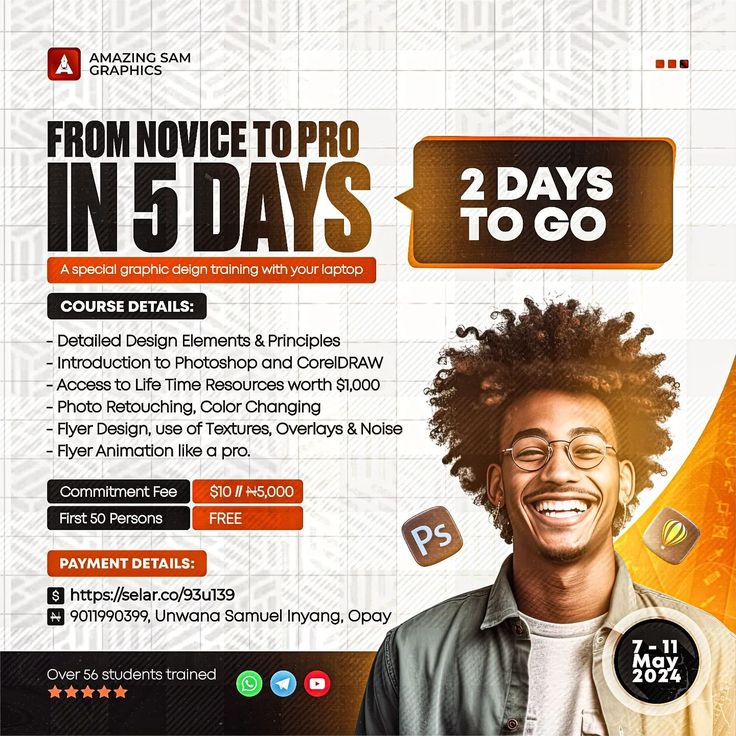 AMAZING SAM
GRAPHICS
FROM NOVICE TO PRO
IN 5 DAYS
A special graphic deign training with your laptop
2 DAYS
TO GO
COURSE DETAILS:
- Detailed Design Elements & Principles
- Introduction to Photoshop and CorelDRAW
- Access to Life Time Resources worth $1,000
- Photo Retouching, Color Changing
- Flyer Design, use of Textures, Overlays & Noise
- Flyer Animation like a pro.
Commitment Fee $10 // ₦5,000
First 50 Persons FREE
Ps
PAYMENT DETAILS:
$ https://selar.co/93u139
₦ 9011990399, Unwana Samuel Inyang, Opay
Over 56 students trained
7 - 11
May
2024